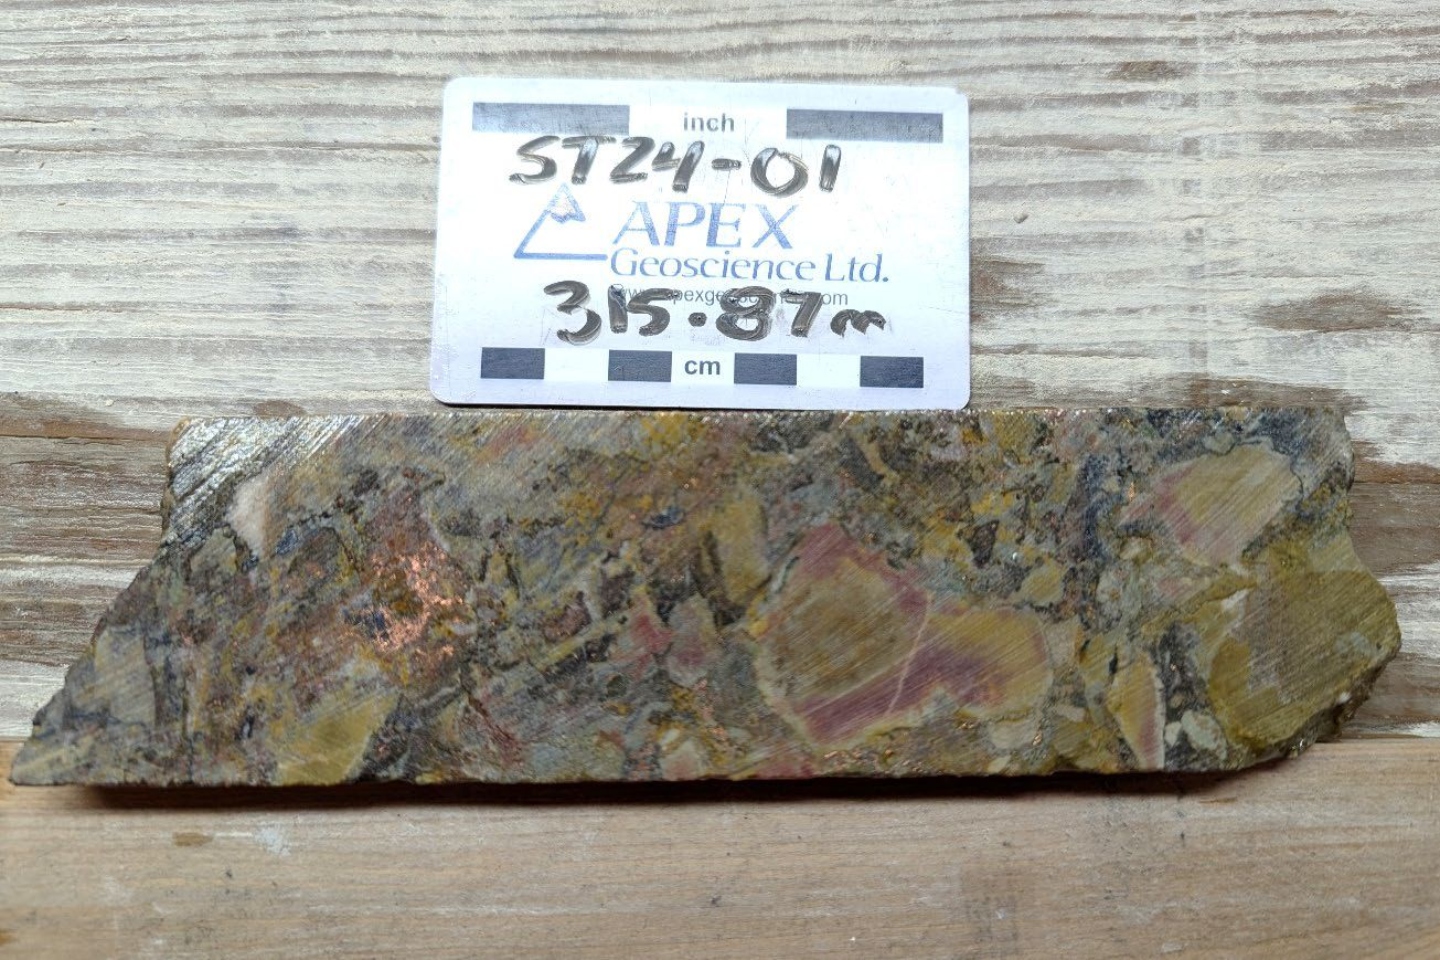 inch
ST24-01
APEX
Geoscience Ltd.
315.87m
cm